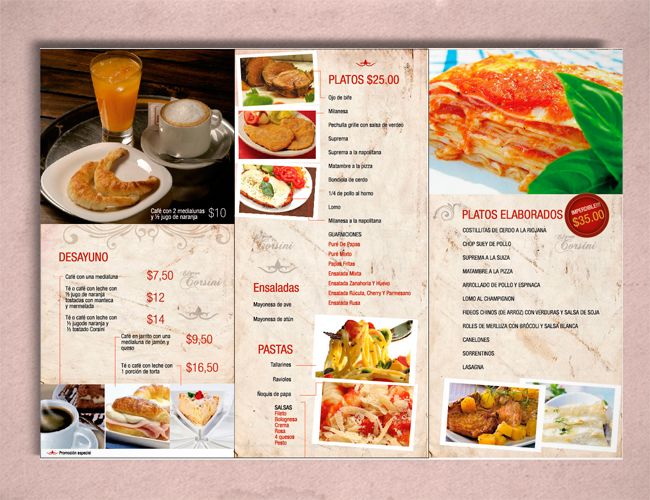 Café con 2 medialunas
y ½ jugo de naranja
$10
DESAYUNO
Corsini
Café con una medialuna
$7,50
Té o café con leche con
½ jugo de naranja
tostadas con manteca
y mermelada
$12
Té o café con leche con
½ jugode naranja y
½ tostado Corsini
$14
Café en jarrito con una
medialuna de jamón y
queso
$9,50
Té o café con leche con
1 porción de torta
$16,50
Promoción especial
PLATOS $25.00
Ojo de bife
Milanesa
Pechulla grille con salsa de verdeo
Suprema
Suprema a la napolitana
Matambre a la pizza
Bondiola de cerdo
1/4 de pollo al horno
Lomo
Milanesa a la napolitana
GUARNICIONES
Puré De Papas
Puré Mixto
Papas Fritas
Ensalada Mixta
Ensalada Zanahoria Y Huevo
Ensalada Rúcula, Cherry Y Parmesano
Ensalada Rusa
Corsini
Ensaladas
Mayonesa de ave
Mayonesa de atún
PASTAS
Tallarines
Ravioles
Ñoquis de papa
SALSAS
Fileto
Bolognesa
Crema
Rosa
4 quesos
Pesto
PLATOS ELABORADOS
IMPERDIBLE!!!
$35.00
COSTILLITAS DE CERDO A LA RIOJANA
CHOP SUEY DE POLLO
SUPREMA A LA SUIZA
MATAMBRE A LA PIZZA
ARROLLADO DE POLLO Y ESPINACA
LOMO AL CHAMPIGNON
FIDEOS CHINOS (DE ARROZ) CON VERDURAS Y SALSA DE SOJA
ROLES DE MERLUZA CON BRÓCULI Y SALSA BLANCA
CANELONES
SORRENTINOS
LASAGNA
Corsini